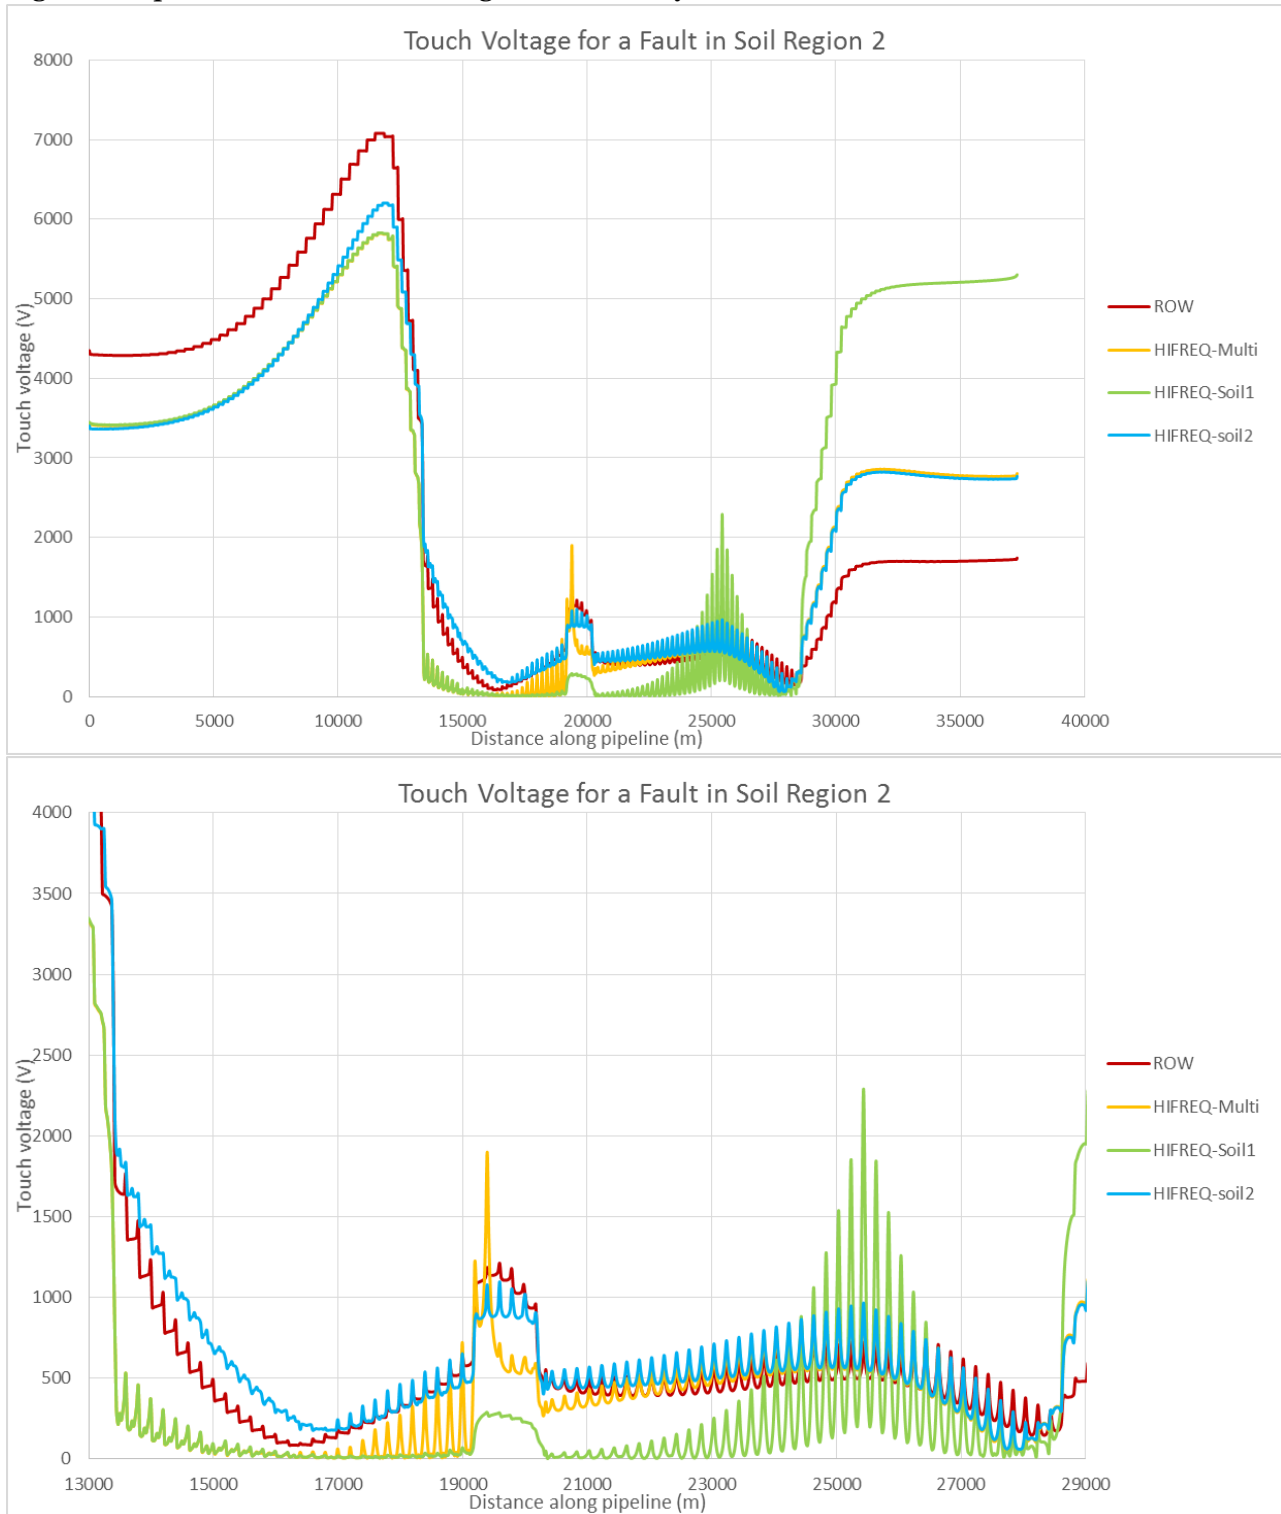 Touch Voltage for a Fault in Soil Region 2
8000
7000
6000
5000
4000
3000
2000
1000
0
Touch voltage (V)
0 5000 10000 15000 20000 25000 30000 35000 40000
Distance along pipeline (m)
ROW
HIFREQ-Multi
HIFREQ-Soil1
HIFREQ-soil2
Touch Voltage for a Fault in Soil Region 2
4000
3500
3000
2500
2000
1500
1000
500
0
Touch voltage (V)
13000 15000 17000 19000 21000 23000 25000 27000 29000
Distance along pipeline (m)
ROW
HIFREQ-Multi
HIFREQ-Soil1
HIFREQ-soil2